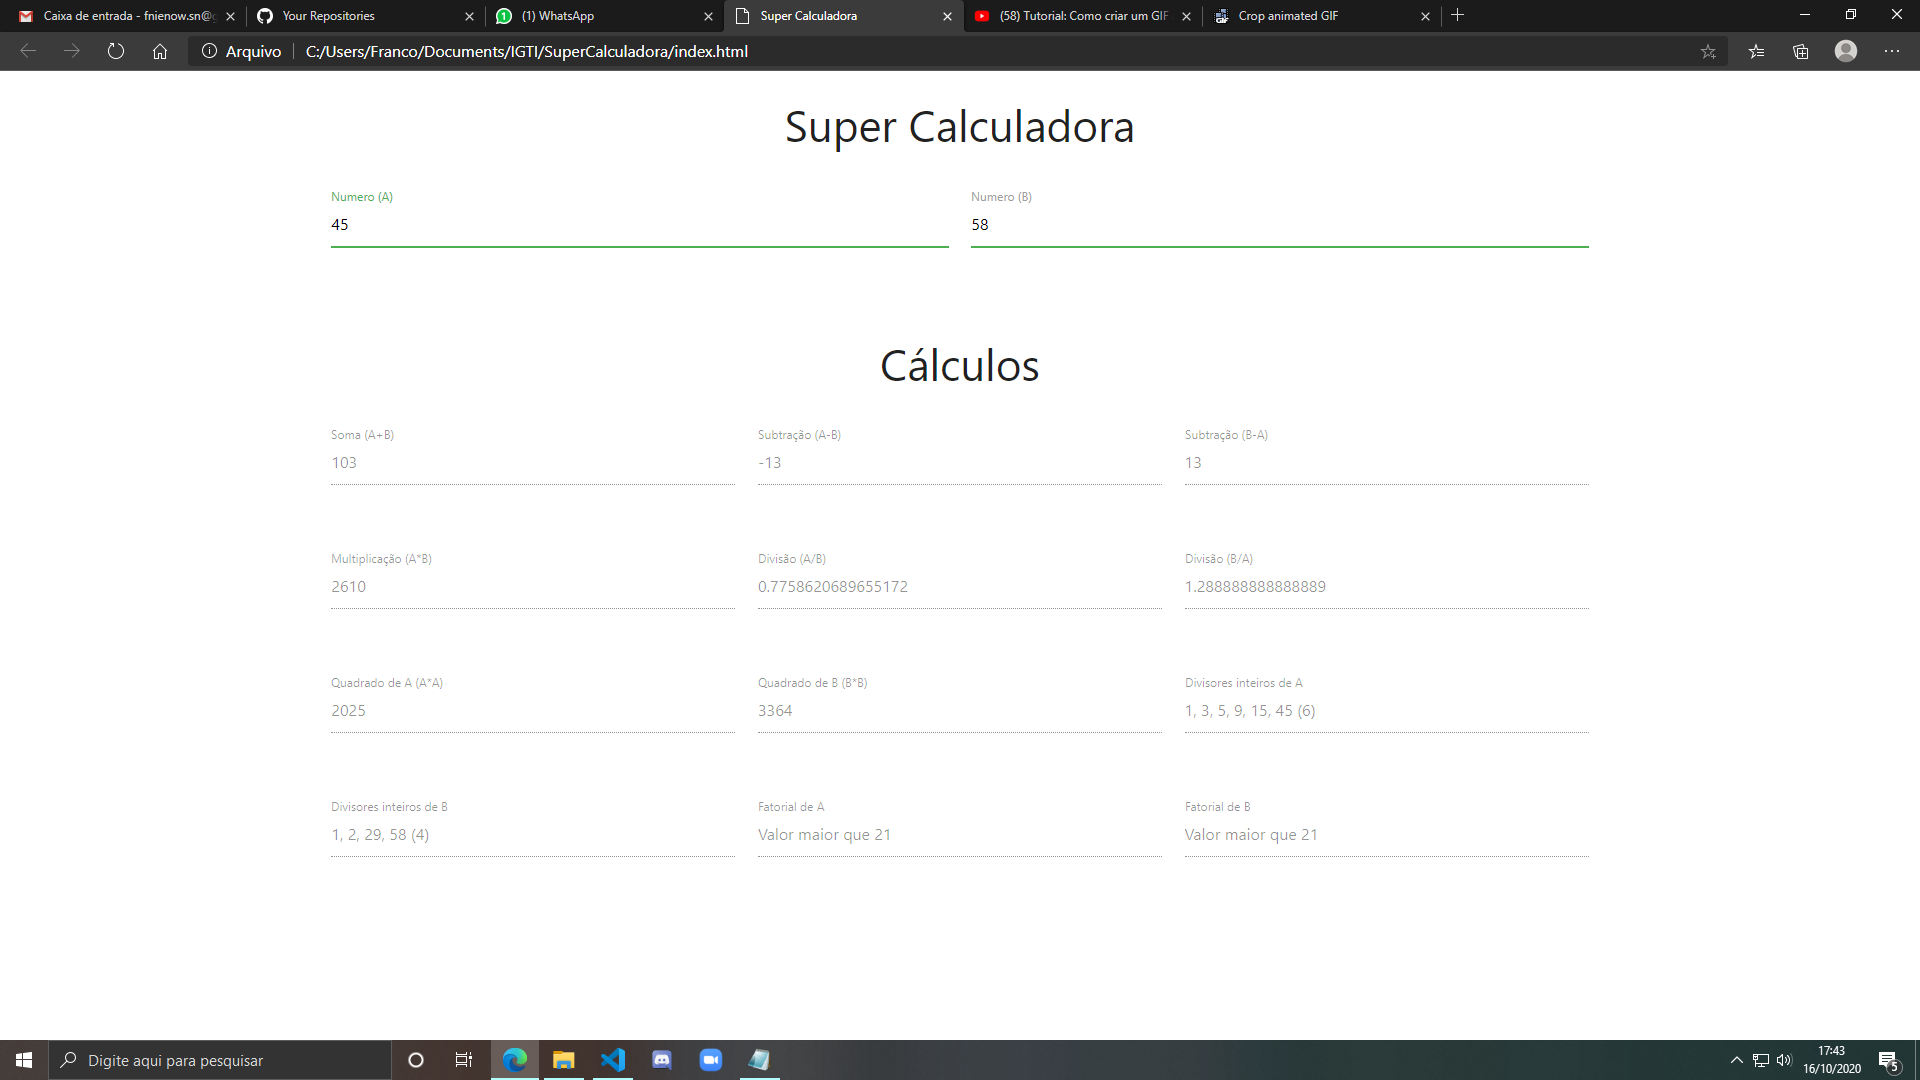 Caixa de entrada - fnienow.sn@g
Your Repositories
(1) WhatsApp
Super Calculadora
(58) Tutorial: Como criar um GIF
Crop animated GIF
Arquivo
C:/Users/Franco/Documents/IGTI/SuperCalculadora/index.html
Super Calculadora
Numero (A)
Numero (B)
45
58
Cálculos
Soma (A+B)
Subtração (A-B)
Subtração (B-A)
103
-13
13
Multiplicação (A*B)
Divisão (A/B)
Divisão (B/A)
2610
0.7758620689655172
1.288888888888889
Quadrado de A (A*A)
Quadrado de B (B*B)
Divisores inteiros de A
2025
3364
1, 3, 5, 9, 15, 45 (6)
Divisores inteiros de B
Fatorial de A
Fatorial de B
1, 2, 29, 58 (4)
Valor maior que 21
Valor maior que 21
Digite aqui para pesquisar
17:43
16/10/2020
5